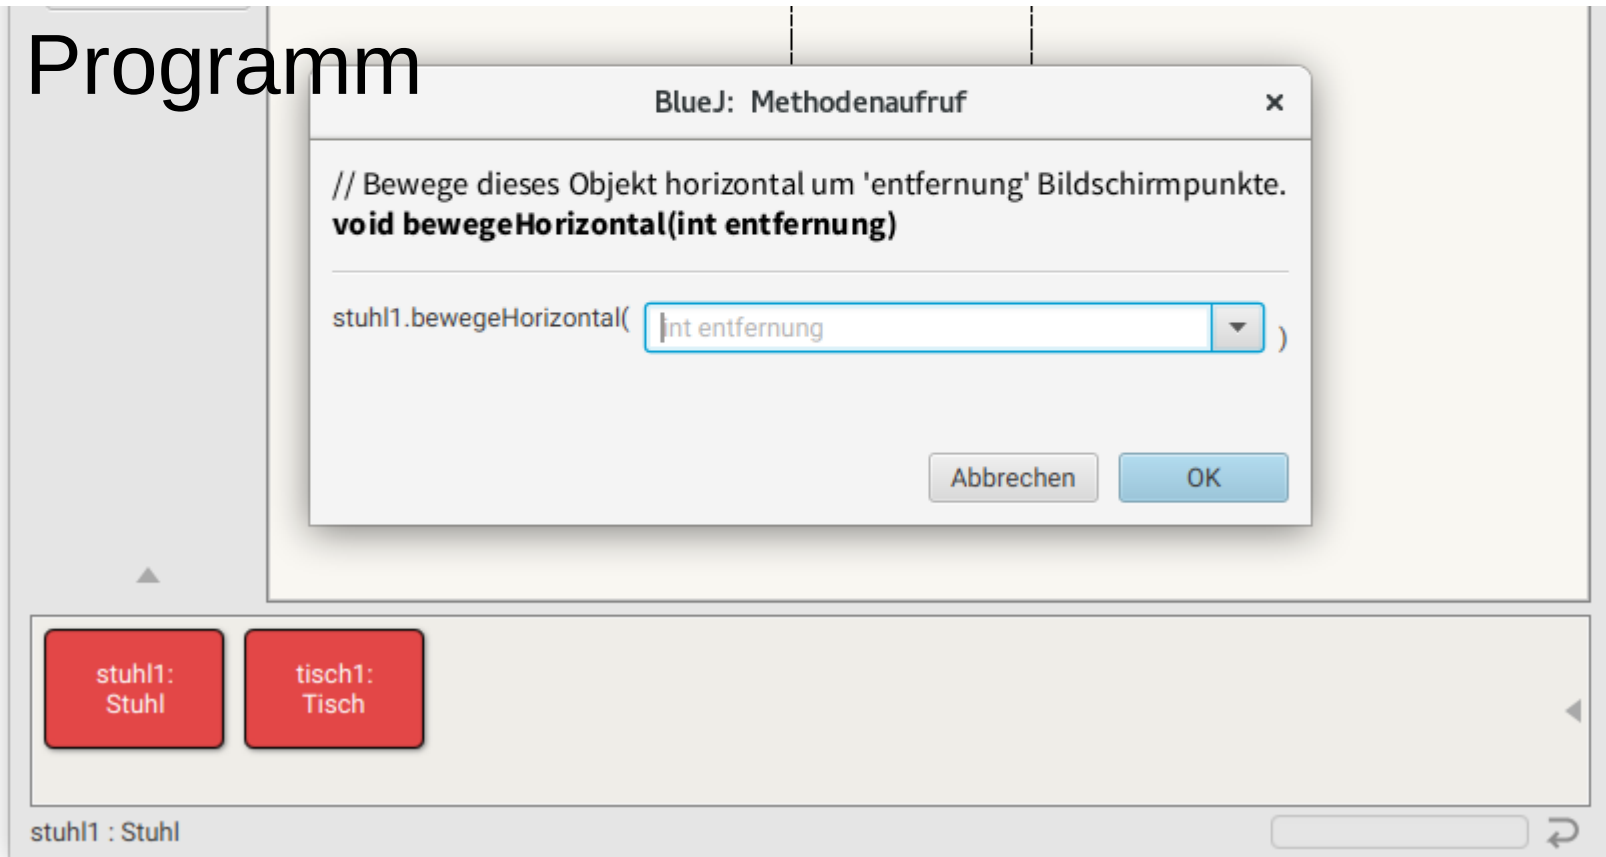 Programm
BlueJ: Methodenaufruf
// Bewege dieses Objekt horizontal um 'entfernung' Bildschirmpunkte.
void bewegeHorizontal(int entfernung)
stuhl1.bewegeHorizontal( int entfernung )
Abbrechen OK
stuhl1:
Stuhl
tisch1:
Tisch
stuhl1 : Stuhl